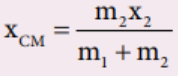 x_CM = m₂x₂ / (m₁ + m₂)